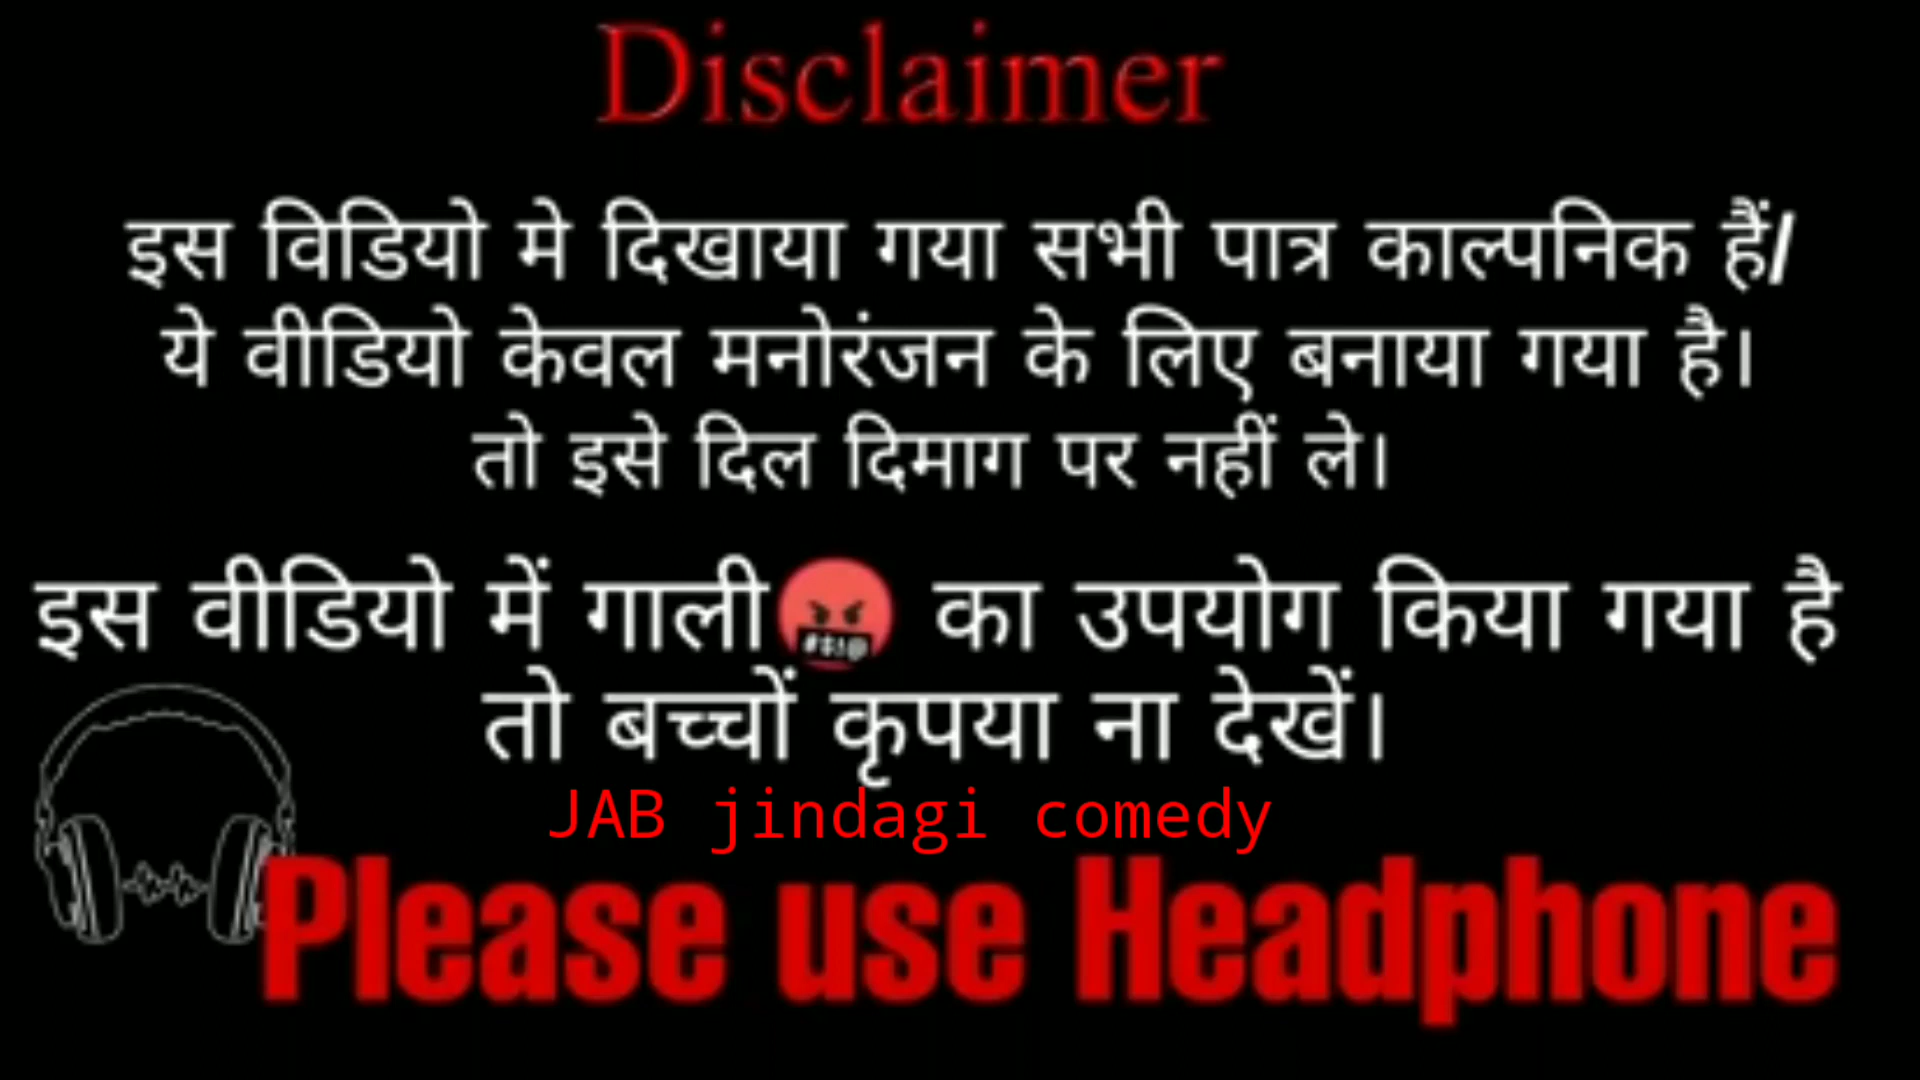 Disclaimer
इस विडियो मे दिखाया गया सभी पात्र काल्पनिक हैं/
ये वीडियो केवल मनोरंजन के लिए बनाया गया है।
तो इसे दिल दिमाग पर नहीं ले।
इस वीडियो में गाली🤬 का उपयोग किया गया है
तो बच्चों कृपया ना देखें।
JAB jindagi comedy
Please use Headphone